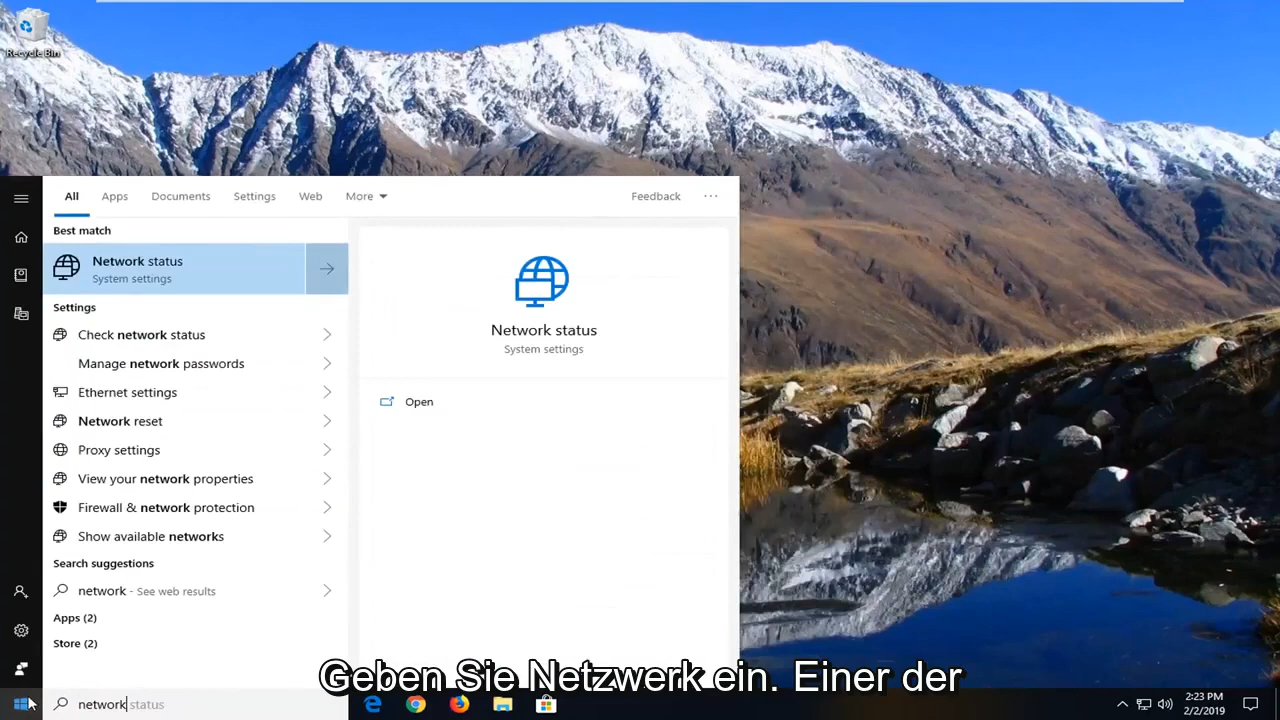 Recycle Bin
All Apps Documents Settings Web More Feedback ...
Best match
Network status
System settings
Network status
System settings
Open
Settings
Check network status
Manage network passwords
Ethernet settings
Network reset
Proxy settings
View your network properties
Firewall & network protection
Show available networks
Search suggestions
network - See web results
Apps (2)
Store (2)
Geben Sie Netzwerk ein. Einer der
network status
2:23 PM
2/2/2019